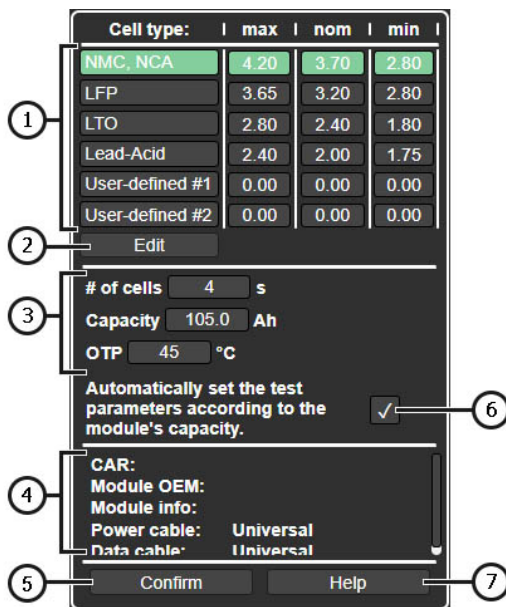 Cell type: max nom min
NMC, NCA 4.20 3.70 2.80
LFP 3.65 3.20 2.80
LTO 2.80 2.40 1.80
Lead-Acid 2.40 2.00 1.75
User-defined #1 0.00 0.00 0.00
User-defined #2 0.00 0.00 0.00
Edit
# of cells 4 s
Capacity 105.0 Ah
OTP 45 °C
Automatically set the test
parameters according to the
module's capacity.
CAR:
Module OEM:
Module info:
Power cable: Universal
Data cable: Universal
Confirm Help
1
2
3
4
5
6
7